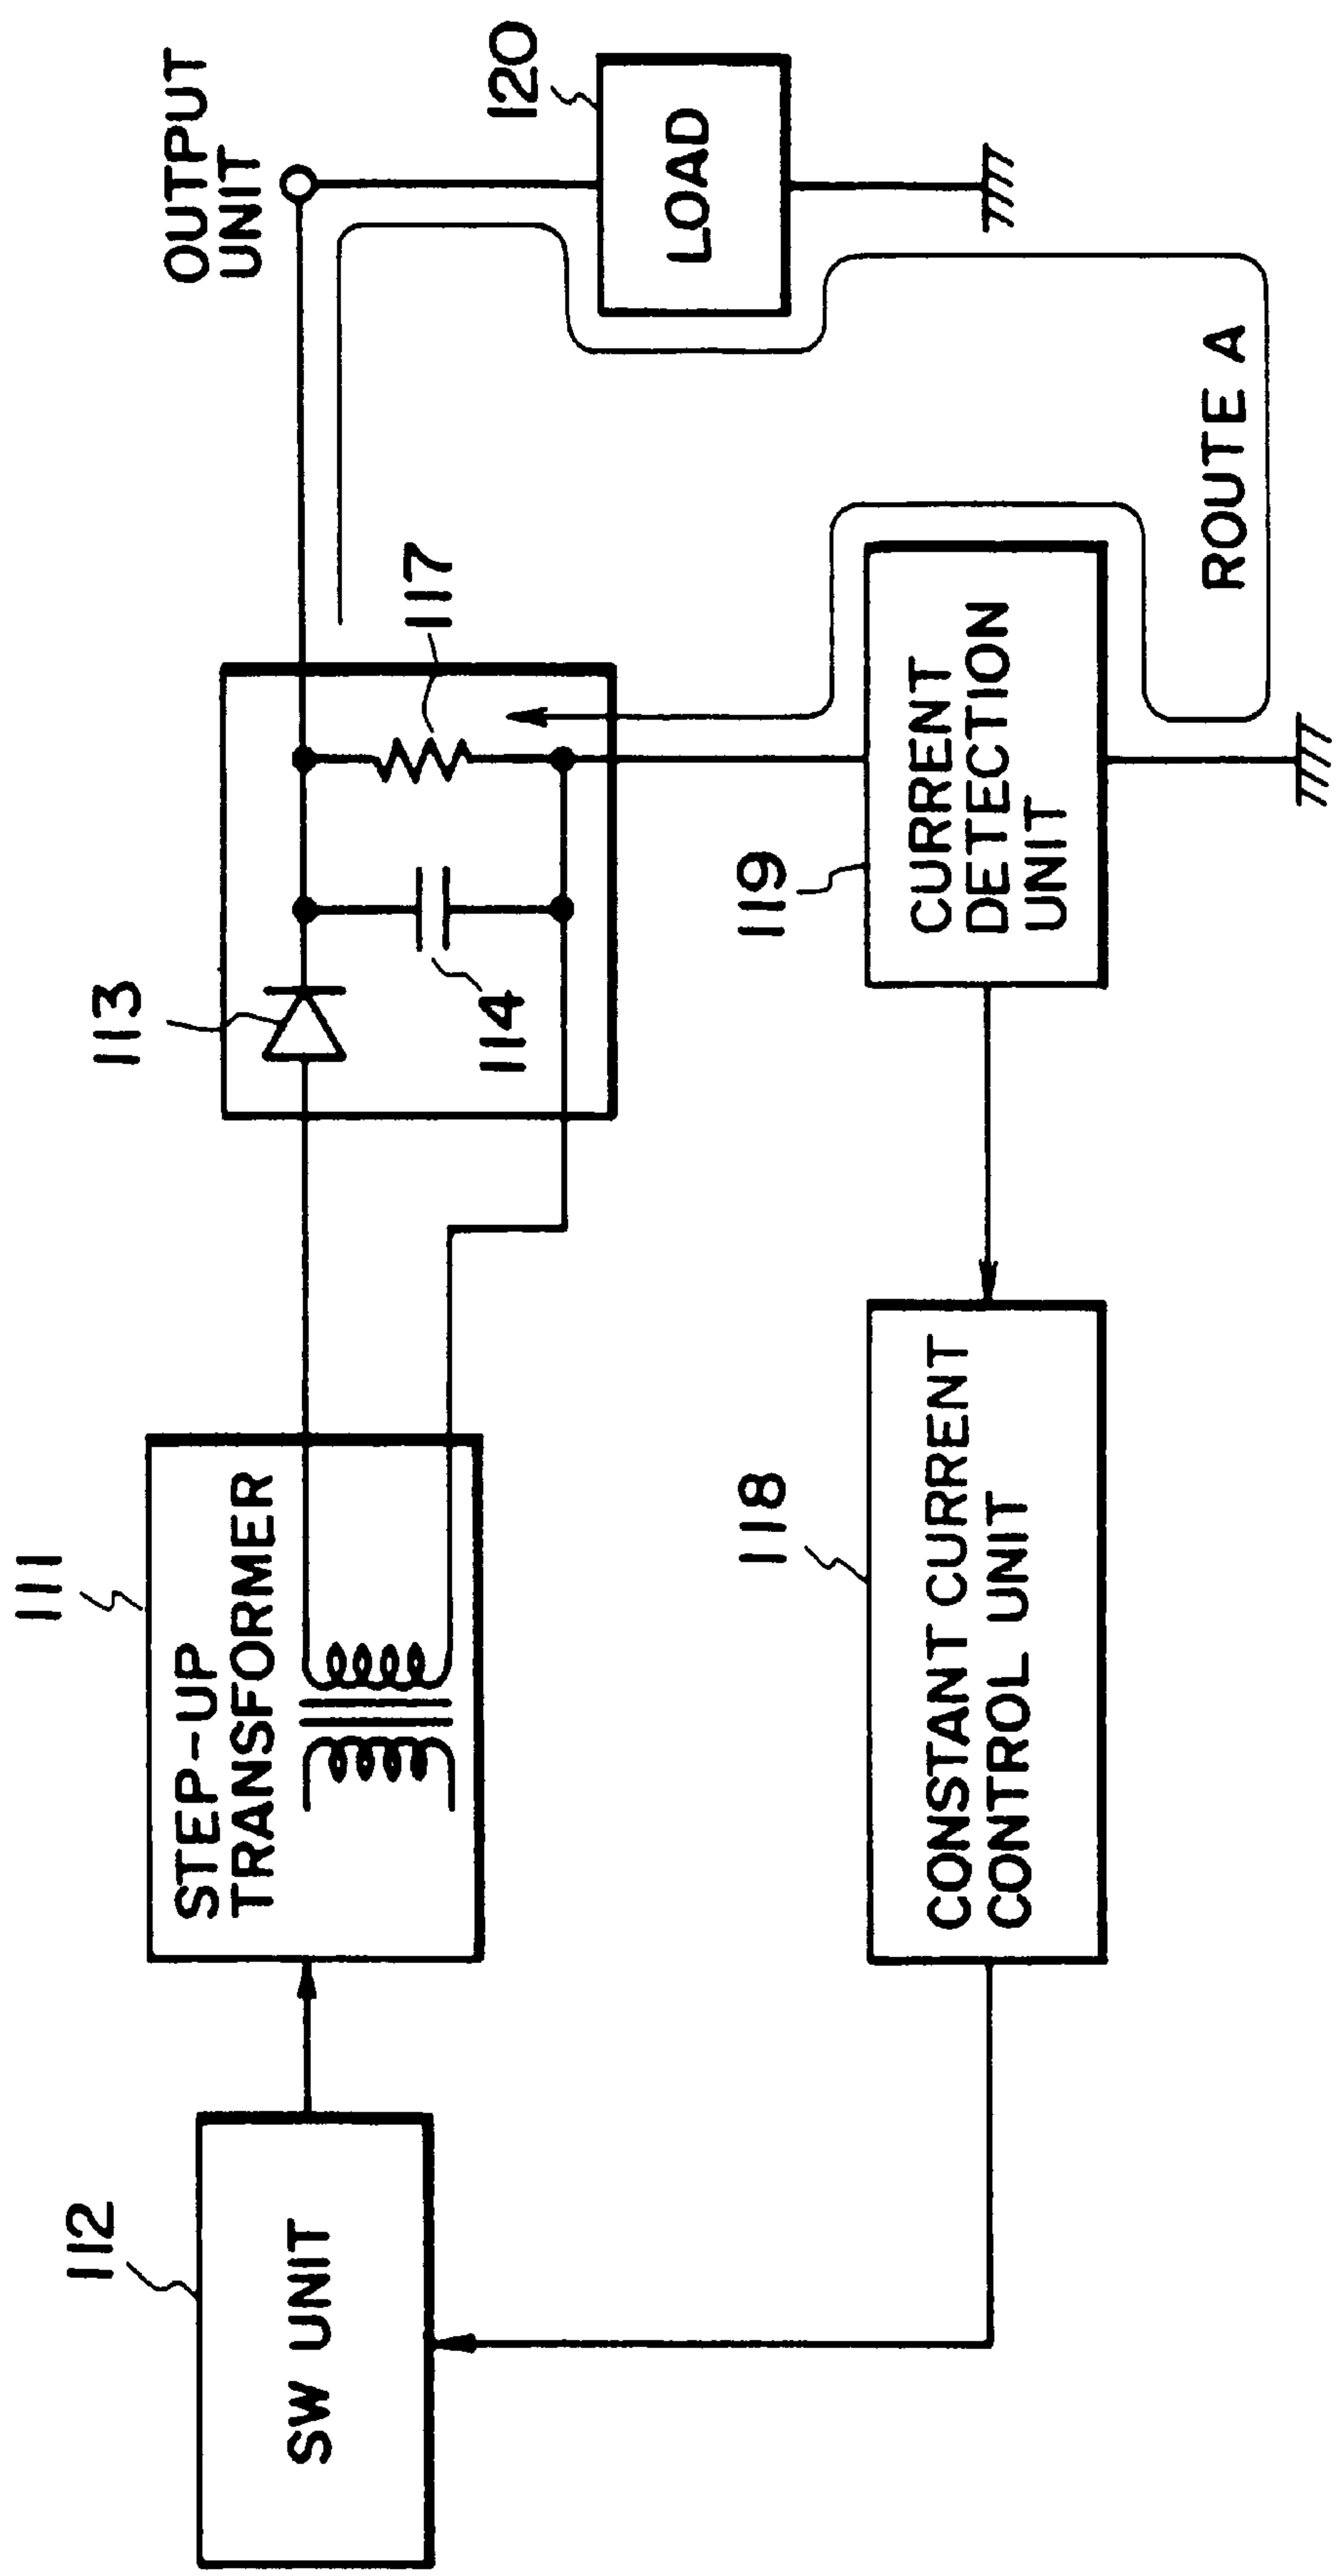 112
SW UNIT
111
STEP-UP
TRANSFORMER
113
114
117
OUTPUT
UNIT
120
LOAD
118
CONSTANT CURRENT
CONTROL UNIT
119
CURRENT
DETECTION
UNIT
ROUTE A